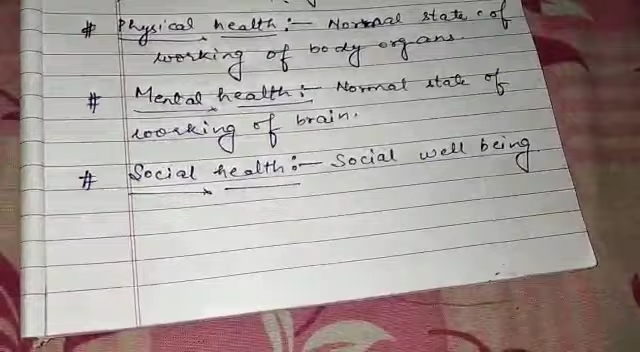 # Physical health:- Normal state of
working of body organs.
# Mental health:- Normal state of
working of brain.
# Social health:- Social well being